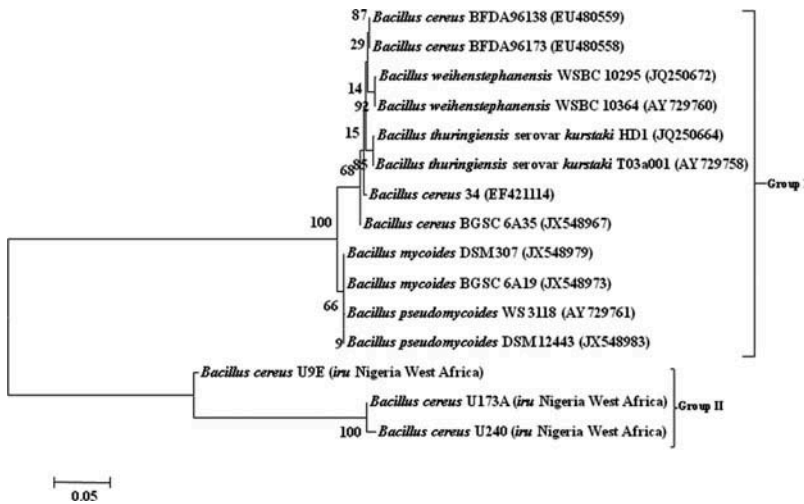 87
Bacillus cereus BFDA96138 (EU480559)
29
Bacillus cereus BFDA96173 (EU480558)
Bacillus weihenstephanensis WSBC 10295 (JQ250672)
14
92
Bacillus weihenstephanensis WSBC 10364 (AY729760)
15
Bacillus thuringiensis serovar kurstaki HD1 (JQ250664)
68
85
Bacillus thuringiensis serovar kurstaki T03a001 (AY729758)
Group
Bacillus cereus 34 (EF421114)
100
Bacillus cereus BGSC 6A35 (JX548967)
Bacillus mycoides DSM307 (JX548979)
Bacillus mycoides BGSC 6A19 (JX548973)
66
Bacillus pseudomycoides WS 3118 (AY729761)
9
Bacillus pseudomycoides DSM12443 (JX548983)
Bacillus cereus U9E (iru Nigeria West Africa)
Bacillus cereus U173A (iru Nigeria West Africa)
Group II
100
Bacillus cereus U240 (iru Nigeria West Africa)
0.05